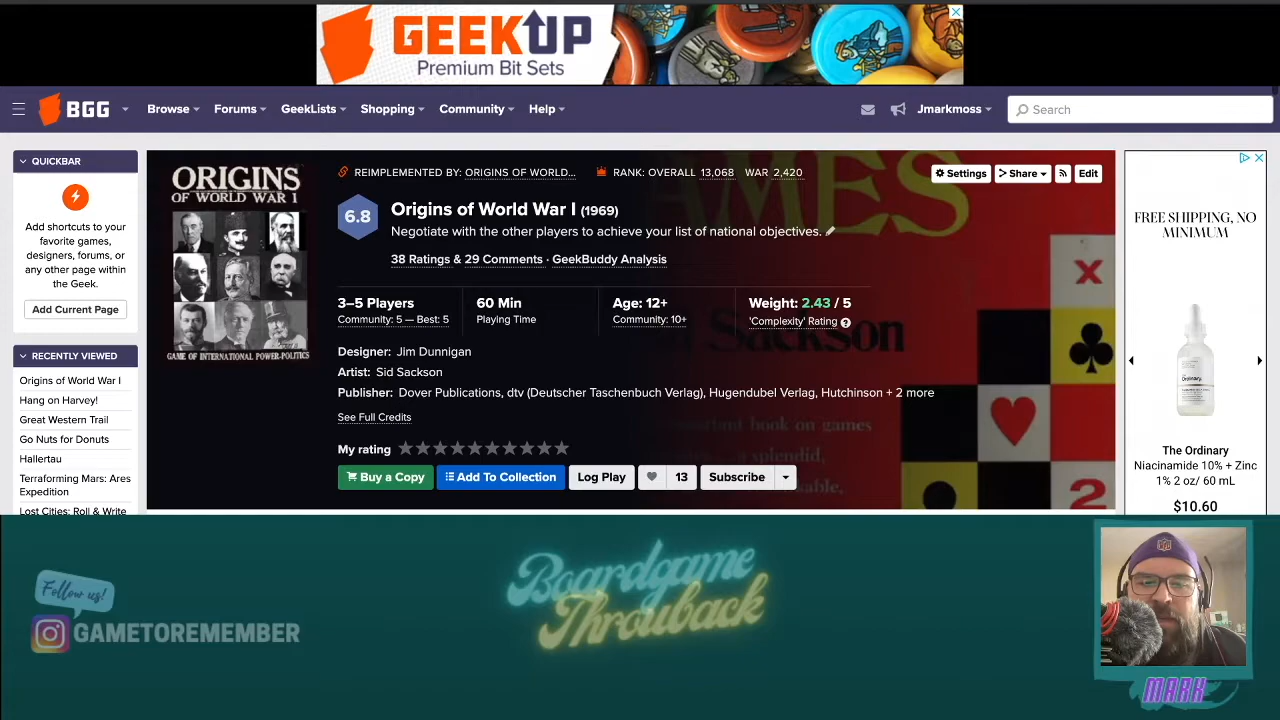 GEEKUP
Premium Bit Sets
BGG
Browse
Forums
GeekLists
Shopping
Community
Help
Jmarkmoss
Search
QUICKBAR
Add shortcuts to your
favorite games,
designers, forums, or
any other page within
the Geek.
Add Current Page
RECENTLY VIEWED
Origins of World War I
Hang on Harvey!
Great Western Trail
Go Nuts for Donuts
Hallertau
Terraforming Mars: Ares
Expedition
Lost Cities: Roll & Write
ORIGINS
OF WORLD WAR I
GAME OF INTERNATIONAL POWER-POLITICS
REIMPLEMENTED BY: ORIGINS OF WORLD...
RANK: OVERALL 13,068 WAR 2,420
Settings
Share
Edit
6.8
Origins of World War I (1969)
Negotiate with the other players to achieve your list of national objectives.
38 Ratings & 29 Comments · GeekBuddy Analysis
3–5 Players
Community: 5 — Best: 5
60 Min
Playing Time
Age: 12+
Community: 10+
Weight: 2.43 / 5
'Complexity' Rating
Designer: Jim Dunnigan
Artist: Sid Sackson
Publisher: Dover Publications, dtv (Deutscher Taschenbuch Verlag), Hugendubel Verlag, Hutchinson + 2 more
See Full Credits
My rating
Buy a Copy
Add To Collection
Log Play
13
Subscribe
Sackson
x
2
FREE SHIPPING, NO
MINIMUM
The Ordinary
Niacinamide 10% + Zinc
1% 2 oz/ 60 mL
$10.60
Follow us!
GAMETOREMEMBER
Boardgame
Throwback
MARK